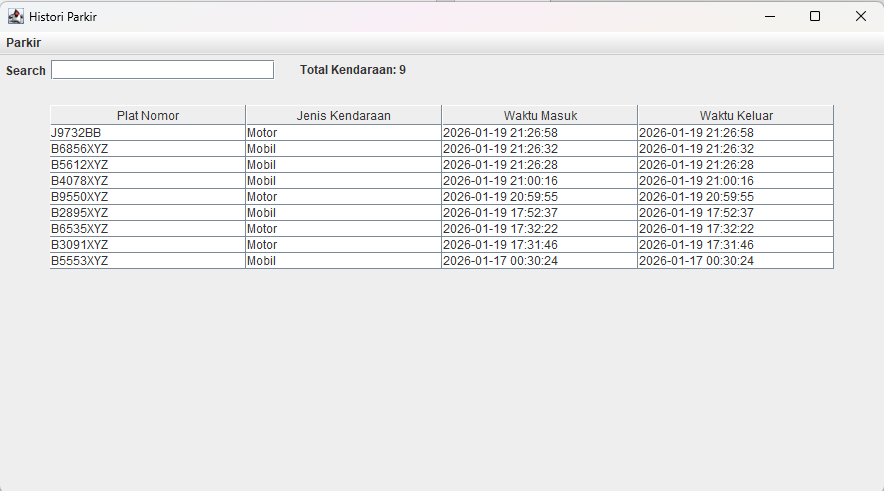 Histori Parkir
Parkir
Search Total Kendaraan: 9
Plat Nomor Jenis Kendaraan Waktu Masuk Waktu Keluar
J9732BB Motor 2026-01-19 21:26:58 2026-01-19 21:26:58
B6856XYZ Mobil 2026-01-19 21:26:32 2026-01-19 21:26:32
B5612XYZ Mobil 2026-01-19 21:26:28 2026-01-19 21:26:28
B4078XYZ Mobil 2026-01-19 21:00:16 2026-01-19 21:00:16
B9550XYZ Motor 2026-01-19 20:59:55 2026-01-19 20:59:55
B2895XYZ Mobil 2026-01-19 17:52:37 2026-01-19 17:52:37
B6535XYZ Motor 2026-01-19 17:32:22 2026-01-19 17:32:22
B3091XYZ Motor 2026-01-19 17:31:46 2026-01-19 17:31:46
B5553XYZ Mobil 2026-01-17 00:30:24 2026-01-17 00:30:24